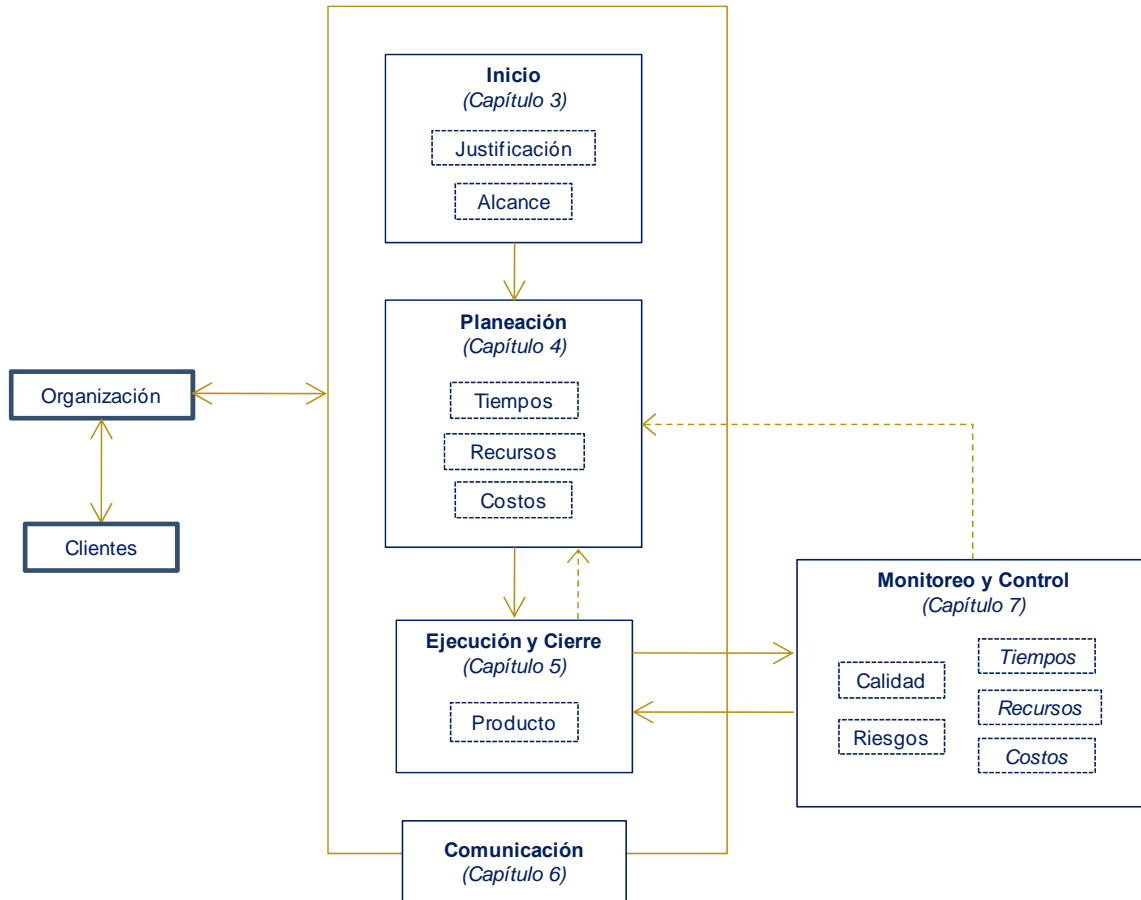 Inicio
(Capítulo 3)
Justificación
Alcance
Planeación
(Capítulo 4)
Tiempos
Recursos
Costos
Organización
Clientes
Ejecución y Cierre
(Capítulo 5)
Producto
Monitoreo y Control
(Capítulo 7)
Calidad
Riesgos
Tiempos
Recursos
Costos
Comunicación
(Capítulo 6)